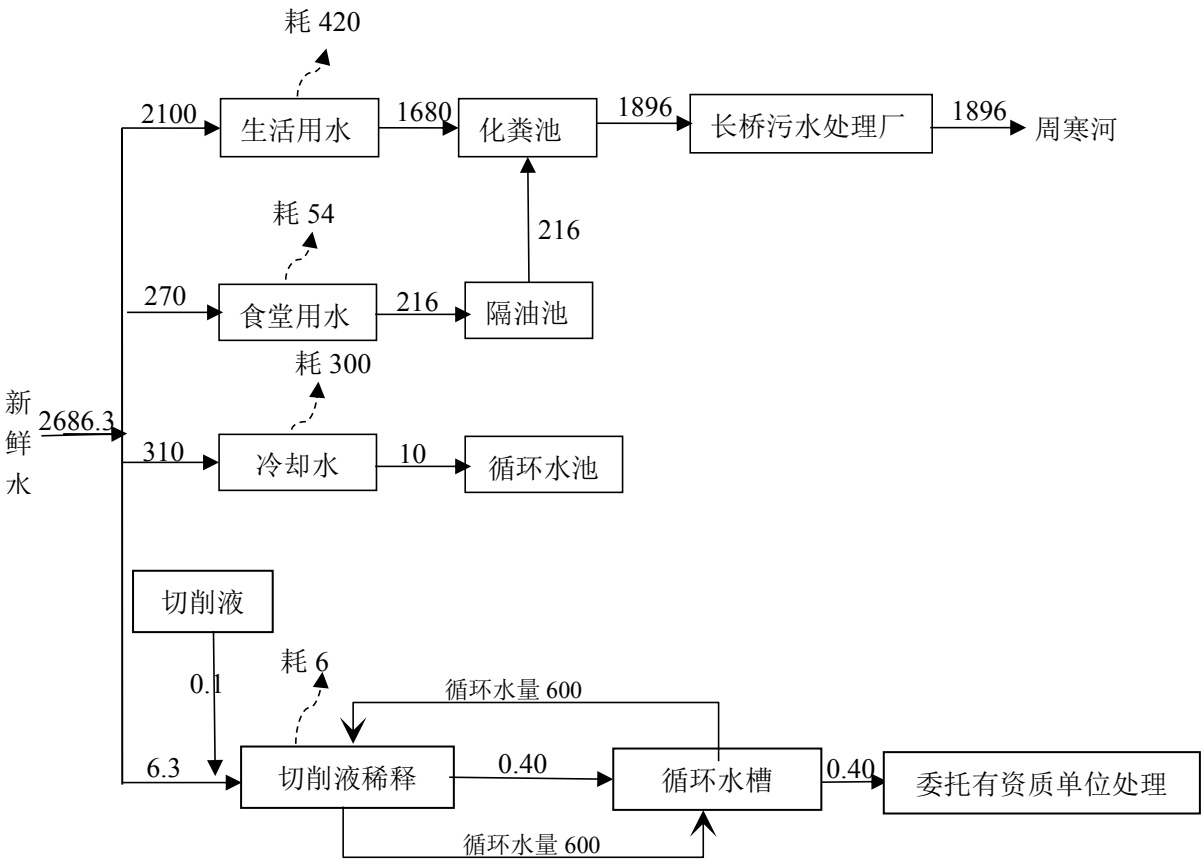 耗 420
2100
生活用水
1680
化粪池
1896
长桥污水处理厂
1896
周寒河
耗 54
216
270
食堂用水
216
隔油池
耗 300
新
鲜
水
2686.3
310
冷却水
10
循环水池
切削液
0.1
耗 6
循环水量 600
6.3
切削液稀释
0.40
循环水槽
0.40
委托有资质单位处理
循环水量 600